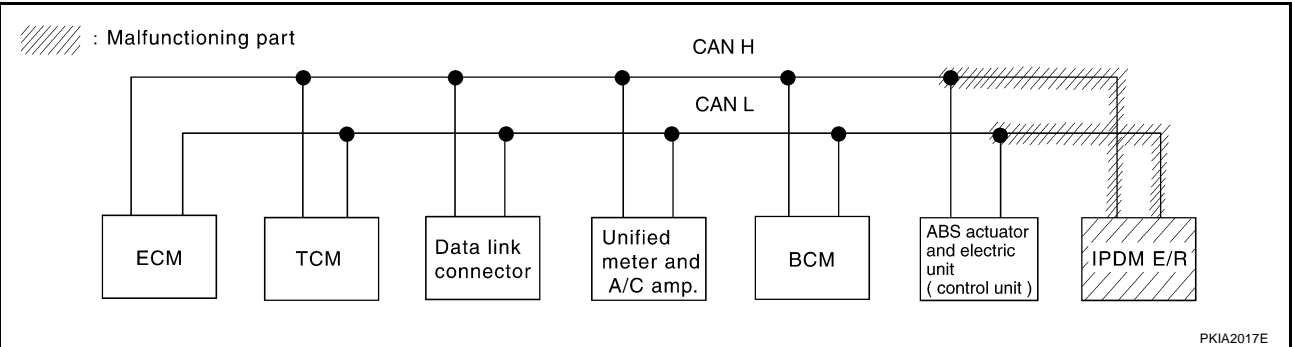 : Malfunctioning part
CAN H
CAN L
ECM
TCM
Data link
connector
Unified
meter and
A/C amp.
BCM
ABS actuator
and electric
unit
( control unit )
IPDM E/R
PKIA2017E